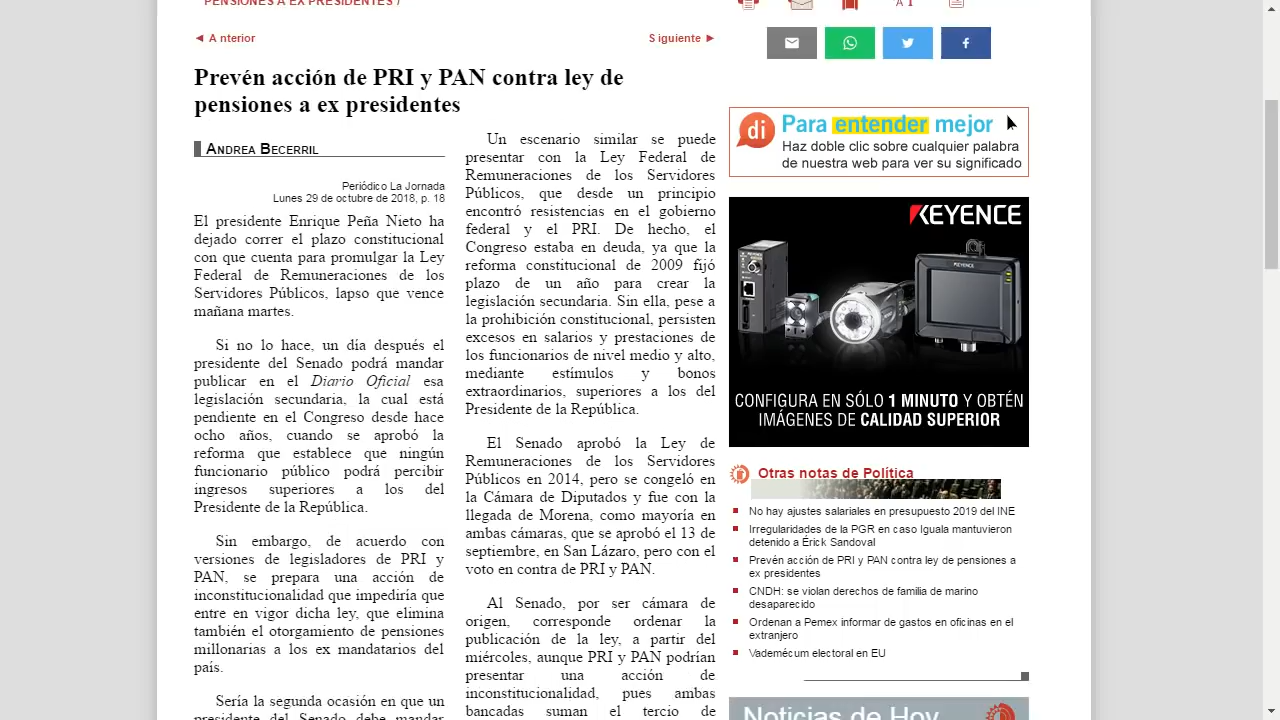 PENSIONES A EX PRESIDENTES /
◄ A nterior
S iguiente ►
Prevén acción de PRI y PAN contra ley de
pensiones a ex presidentes
ANDREA BECERRIL
Periódico La Jornada
Lunes 29 de octubre de 2018, p. 18
El presidente Enrique Peña Nieto ha
dejado correr el plazo constitucional
con que cuenta para promulgar la Ley
Federal de Remuneraciones de los
Servidores Públicos, lapso que vence
mañana martes.
Si no lo hace, un día después el
presidente del Senado podrá mandar
publicar en el Diario Oficial esa
legislación secundaria, la cual está
pendiente en el Congreso desde hace
ocho años, cuando se aprobó la
reforma que establece que ningún
funcionario público podrá percibir
ingresos superiores a los del
Presidente de la República.
Sin embargo, de acuerdo con
versiones de legisladores de PRI y
PAN, se prepara una acción de
inconstitucionalidad que impediría que
entre en vigor dicha ley, que elimina
también el otorgamiento de pensiones
millonarias a los ex mandatarios del
país.
Sería la segunda ocasión en que un
presidente del Senado debe mandar
Un escenario similar se puede
presentar con la Ley Federal de
Remuneraciones de los Servidores
Públicos, que desde un principio
encontró resistencias en el gobierno
federal y el PRI. De hecho, el
Congreso estaba en deuda, ya que la
reforma constitucional de 2009 fijó
plazo de un año para crear la
legislación secundaria. Sin ella, pese a
la prohibición constitucional, persisten
excesos en salarios y prestaciones de
los funcionarios de nivel medio y alto,
mediante estímulos y bonos
extraordinarios, superiores a los del
Presidente de la República.
El Senado aprobó la Ley de
Remuneraciones de los Servidores
Públicos en 2014, pero se congeló en
la Cámara de Diputados y fue con la
llegada de Morena, como mayoría en
ambas cámaras, que se aprobó el 13 de
septiembre, en San Lázaro, pero con el
voto en contra de PRI y PAN.
Al Senado, por ser cámara de
origen, corresponde ordenar la
publicación de la ley, a partir del
miércoles, aunque PRI y PAN podrían
presentar una acción de
inconstitucionalidad, pues ambas
bancadas suman el tercio de
di
Para entender mejor
Haz doble clic sobre cualquier palabra
de nuestra web para ver su significado
KEYENCE
KEYENCE
CONFIGURA EN SÓLO 1 MINUTO Y OBTÉN
IMÁGENES DE CALIDAD SUPERIOR
Otras notas de Política
No hay ajustes salariales en presupuesto 2019 del INE
Irregularidades de la PGR en caso Iguala mantuvieron
detenido a Érick Sandoval
Prevén acción de PRI y PAN contra ley de pensiones a
ex presidentes
CNDH: se violan derechos de familia de marino
desaparecido
Ordenan a Pemex informar de gastos en oficinas en el
extranjero
Vademécum electoral en EU
Noticias de Hoy